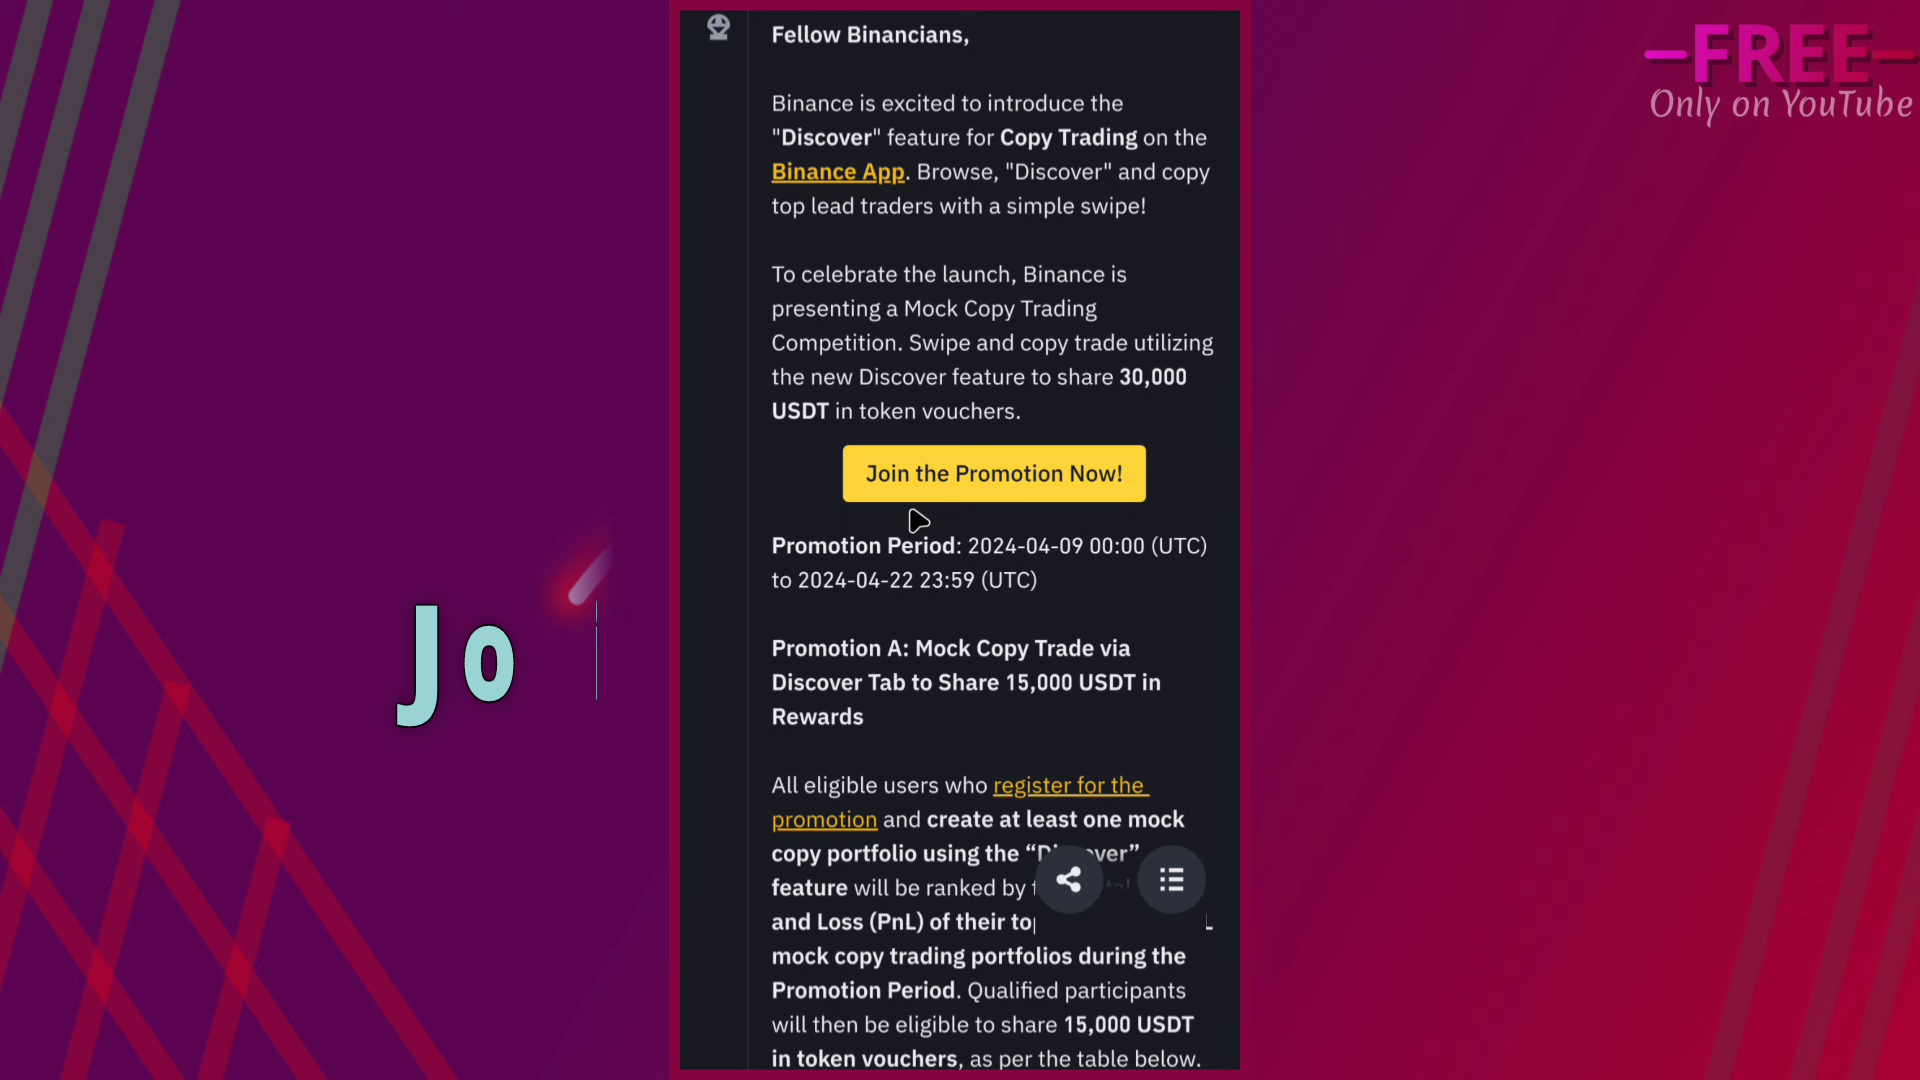 Fellow Binancians,
Binance is excited to introduce the
"Discover" feature for Copy Trading on the
Binance App. Browse, "Discover" and copy
top lead traders with a simple swipe!
To celebrate the launch, Binance is
presenting a Mock Copy Trading
Competition. Swipe and copy trade utilizing
the new Discover feature to share 30,000
USDT in token vouchers.
Join the Promotion Now!
Promotion Period: 2024-04-09 00:00 (UTC)
to 2024-04-22 23:59 (UTC)
Promotion A: Mock Copy Trade via
Discover Tab to Share 15,000 USDT in
Rewards
All eligible users who register for the
promotion and create at least one mock
copy portfolio using the
feature will be ranked by
and Loss (PnL) of their
mock copy trading portfolios during the
Promotion Period. Qualified participants
will then be eligible to share 15,000 USDT
in token vouchers, as per the table below.
Jo
FREE
Only on YouTube